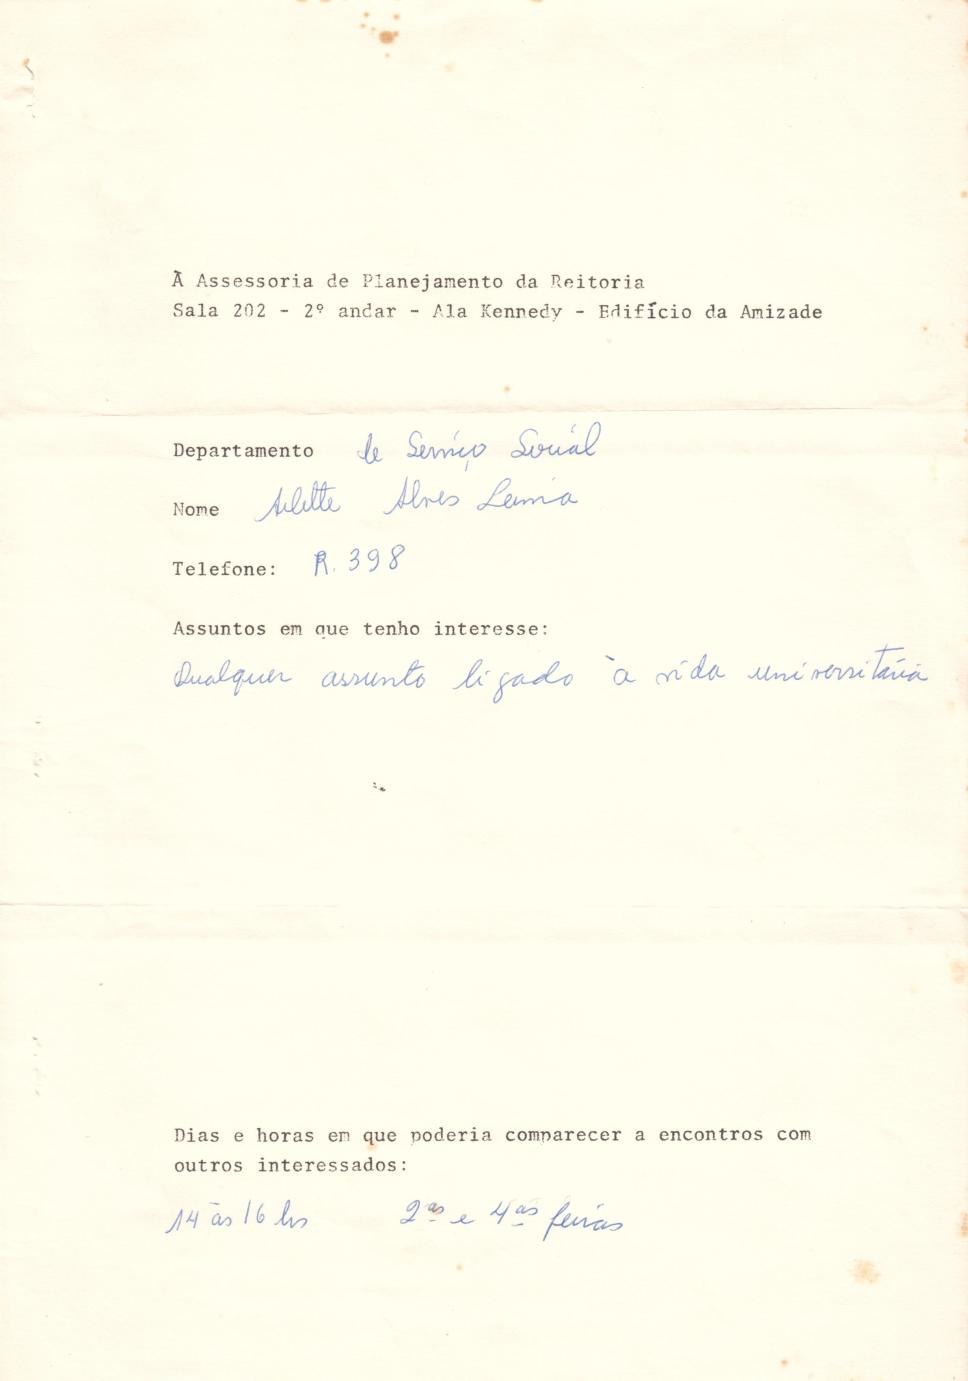 À Assessoria de Planejamento da Reitoria
Sala 202 - 2º andar - Ala Kennedy - Edifício da Amizade
Departamento de Serviço Social
Nome Arlette Alves Lima
Telefone: R. 398
Assuntos em que tenho interesse:
Qualquer assunto ligado à vida universitária
Dias e horas em que poderia comparecer a encontros com
outros interessados:
14 às 16 hs 2as e 4as feiras